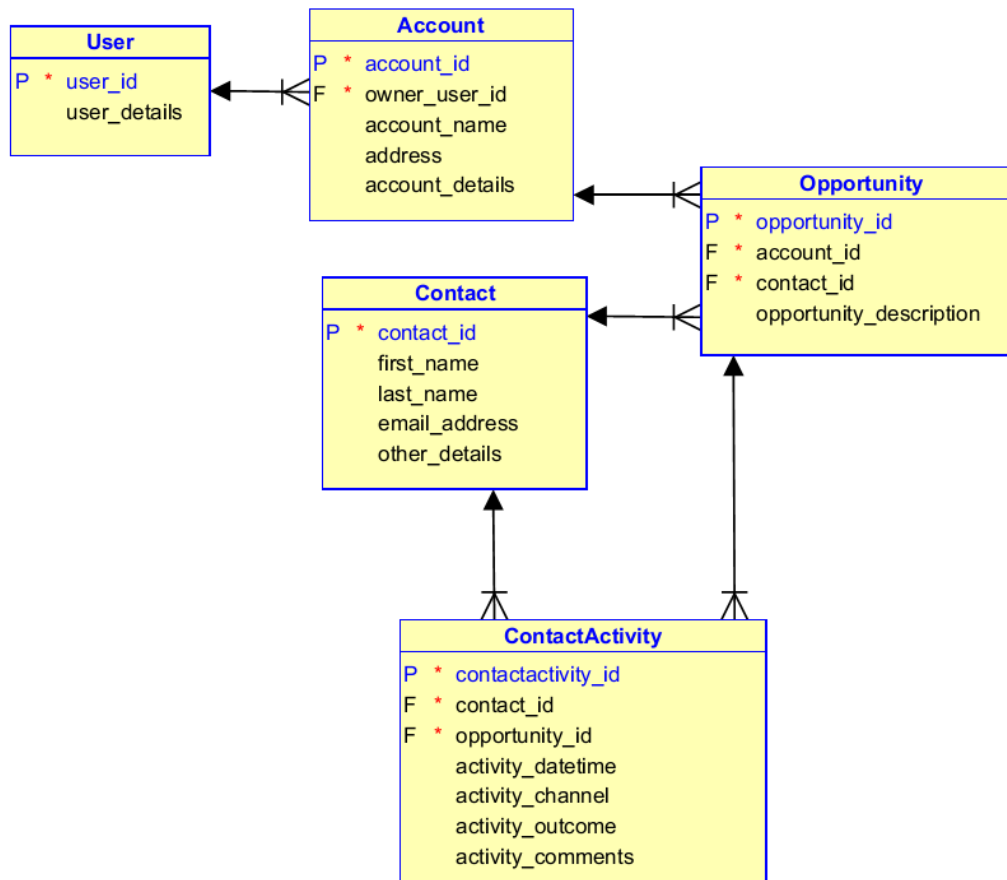 User
P * user_id
user_details
Account
P * account_id
F * owner_user_id
account_name
address
account_details
Opportunity
P * opportunity_id
F * account_id
F * contact_id
opportunity_description
Contact
P * contact_id
first_name
last_name
email_address
other_details
ContactActivity
P * contactactivity_id
F * contact_id
F * opportunity_id
activity_datetime
activity_channel
activity_outcome
activity_comments